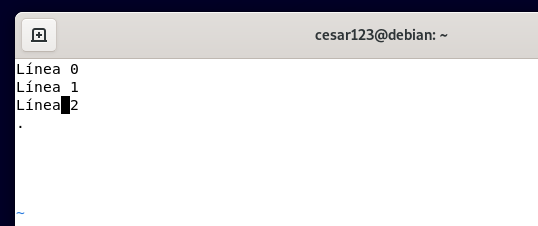 cesar123@debian: ~
Línea 0
Línea 1
Línea 2
.
~